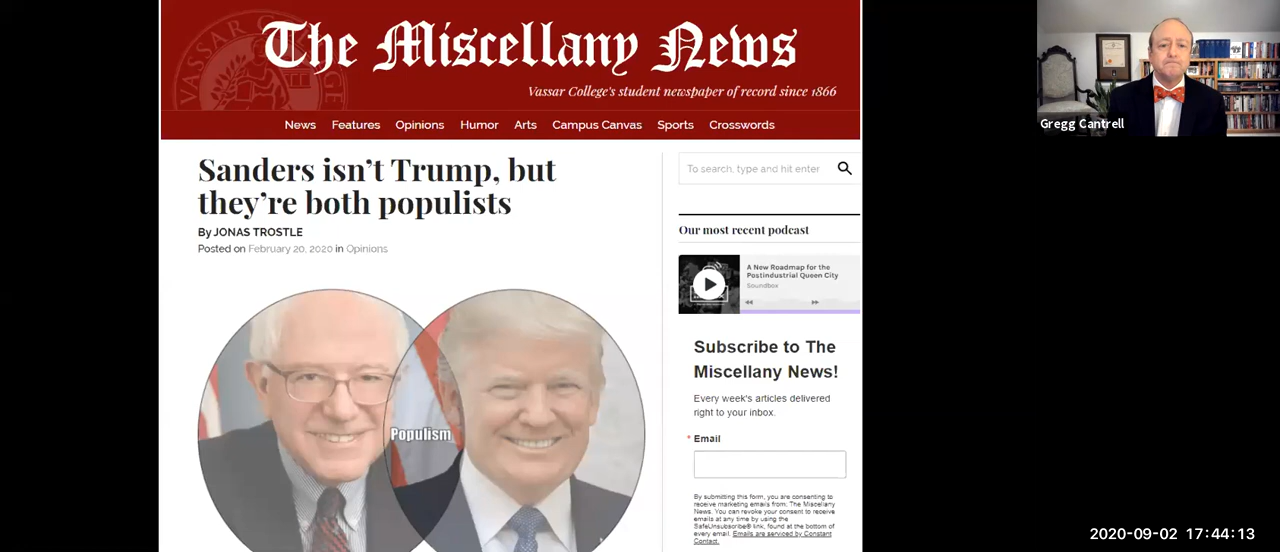 The Miscellany News
Vassar College's student newspaper of record since 1866
News Features Opinions Humor Arts Campus Canvas Sports Crosswords
Sanders isn't Trump, but
they're both populists
By JONAS TROSTLE
Posted on February 20, 2020 in Opinions
Populism
To search, type and hit enter
Our most recent podcast
A New Roadmap for the
Postindustrial Queen City
Soundbox
Subscribe to The
Miscellany News!
Every week's articles delivered
right to your inbox.
* Email
By submitting this form, you are consenting to
receive marketing emails from: The Miscellany
News. You can revoke your consent to receive
emails at any time by using the
SafeUnsubscribe® link, found at the bottom of
every email. Emails are serviced by Constant
Contact.
Gregg Cantrell
2020-09-02 17:44:13